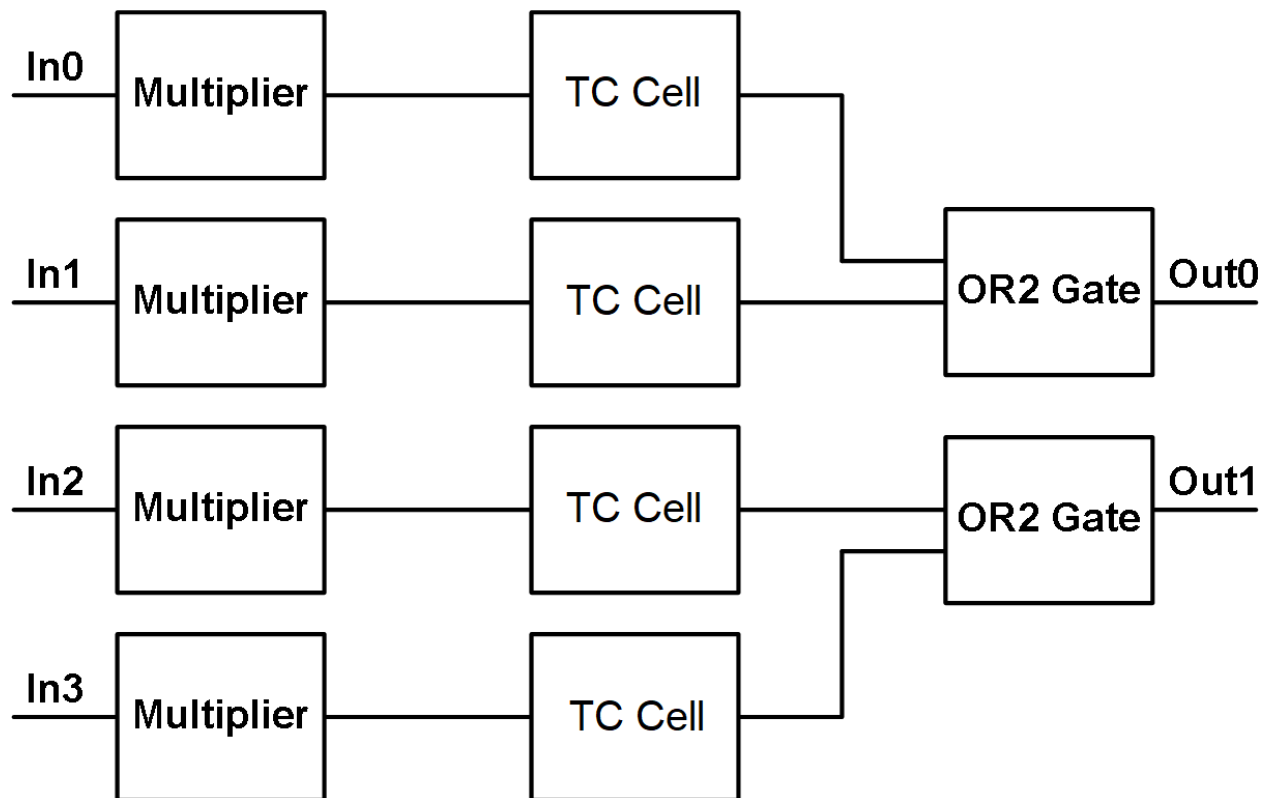 In0
Multiplier
TC Cell
In1
Multiplier
TC Cell
OR2 Gate
Out0
In2
Multiplier
TC Cell
OR2 Gate
Out1
In3
Multiplier
TC Cell